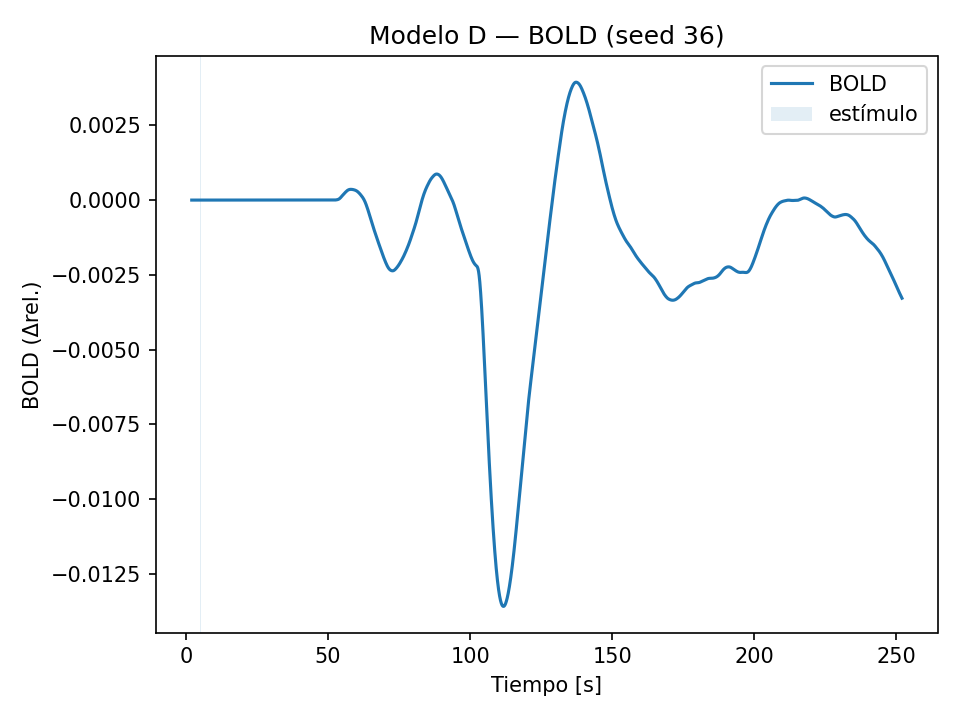 Modelo D — BOLD (seed 36)
BOLD
estímulo
BOLD (Δrel.)
0.0025
0.0000
−0.0025
−0.0050
−0.0075
−0.0100
−0.0125
0 50 100 150 200 250
Tiempo [s]